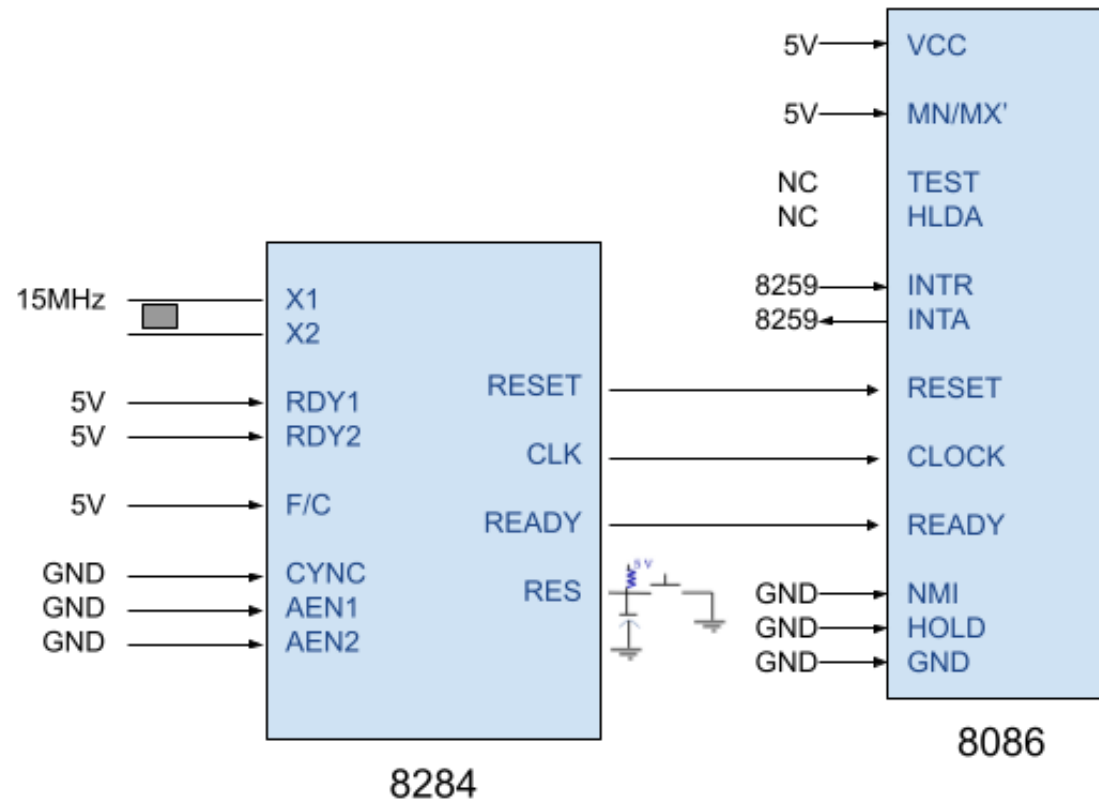 5V VCC
5V MN/MX'
NC TEST
NC HLDA
8259 INTR
8259 INTA
RESET
CLOCK
READY
GND NMI
GND HOLD
GND GND
8086
15MHz X1
X2
5V RDY1
5V RDY2
5V F/C
GND CYNC
GND AEN1
GND AEN2
RESET
CLK
READY
RES
5 V
8284